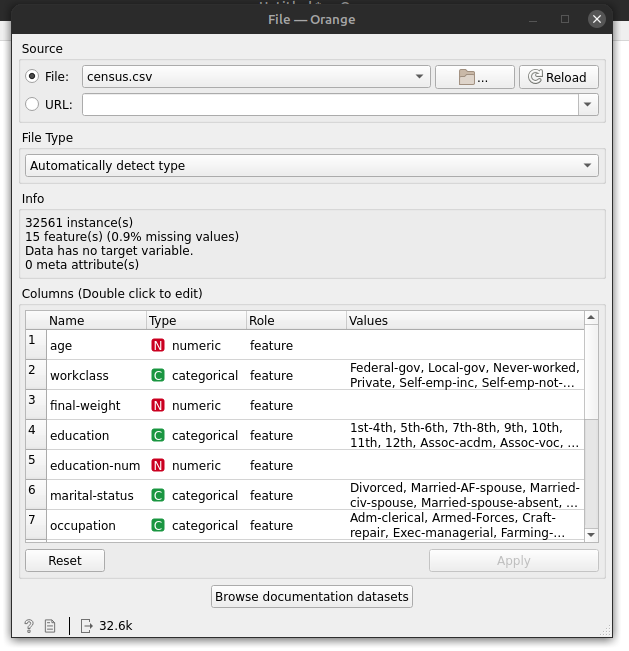 File — Orange
Source
File: census.csv ... Reload
URL:
File Type
Automatically detect type
Info
32561 instance(s)
15 feature(s) (0.9% missing values)
Data has no target variable.
0 meta attribute(s)
Columns (Double click to edit)
Name Type Role Values
1 age N numeric feature
2 workclass C categorical feature Federal-gov, Local-gov, Never-worked,
Private, Self-emp-inc, Self-emp-not-...
3 final-weight N numeric feature
4 education C categorical feature 1st-4th, 5th-6th, 7th-8th, 9th, 10th,
11th, 12th, Assoc-acdm, Assoc-voc, ...
5 education-num N numeric feature
6 marital-status C categorical feature Divorced, Married-AF-spouse, Married-
civ-spouse, Married-spouse-absent, ...
7 occupation C categorical feature Adm-clerical, Armed-Forces, Craft-
repair, Exec-managerial, Farming-...
Reset Apply
Browse documentation datasets
? 32.6k